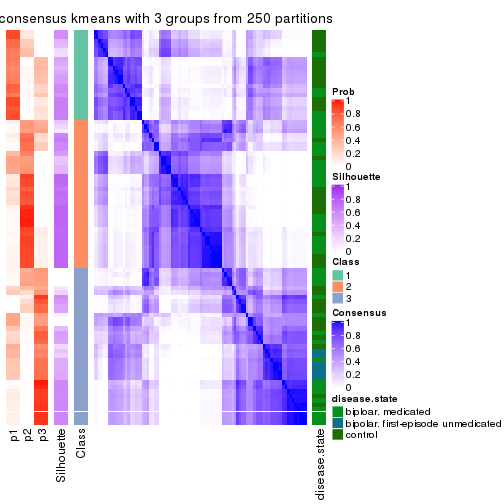 consensus kmeans with 3 groups from 250 partitions
Prob
1
0.8
0.6
0.4
0.2
0
Silhouette
1
0.8
0.6
0.4
0.2
0
Class
1
2
3
Consensus
1
0.8
0.6
0.4
0.2
0
disease.state
biploar. medicated
bipolar. first-episode unmedicated
control
p1
p2
p3
Silhouette
Class
disease.state